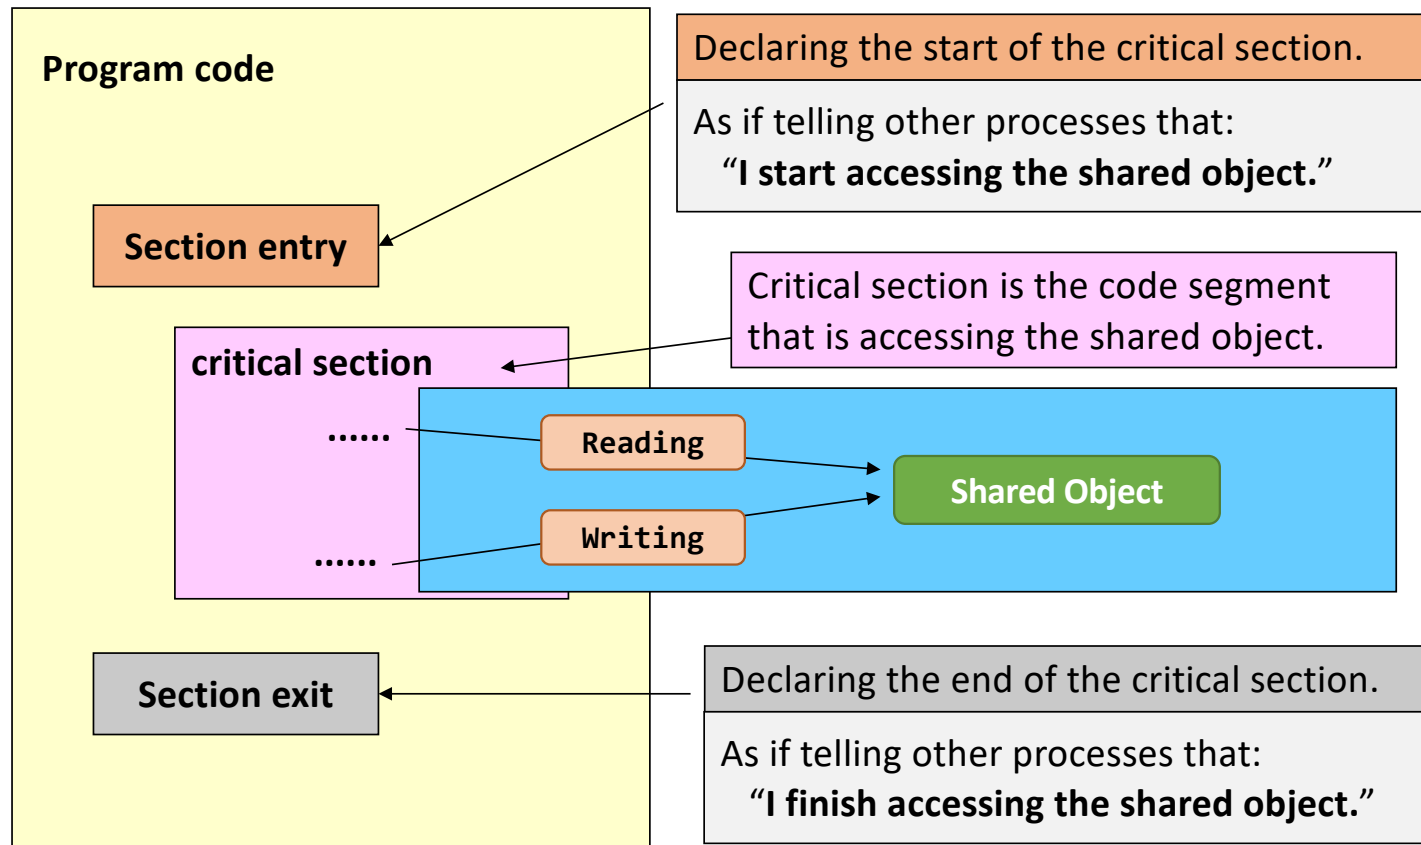 Program code
Declaring the start of the critical section.
As if telling other processes that:
“I start accessing the shared object.”
Section entry
Critical section is the code segment
that is accessing the shared object.
critical section
......
Reading
Shared Object
......
Writing
Section exit
Declaring the end of the critical section.
As if telling other processes that:
“I finish accessing the shared object.”